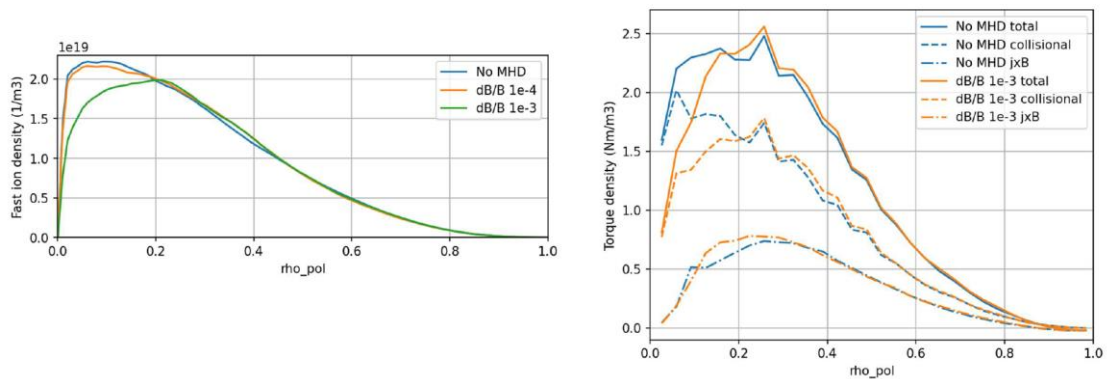 1e19
Fast ion density (1/m3)
2.0
1.5
1.0
0.5
0.0
No MHD
dB/B 1e-4
dB/B 1e-3
0.0 0.2 0.4 0.6 0.8 1.0
rho_pol
Torque density (Nm/m3)
2.5
2.0
1.5
1.0
0.5
0.0
No MHD total
No MHD collisional
No MHD jxB
dB/B 1e-3 total
dB/B 1e-3 collisional
dB/B 1e-3 jxB
0.0 0.2 0.4 0.6 0.8 1.0
rho_pol